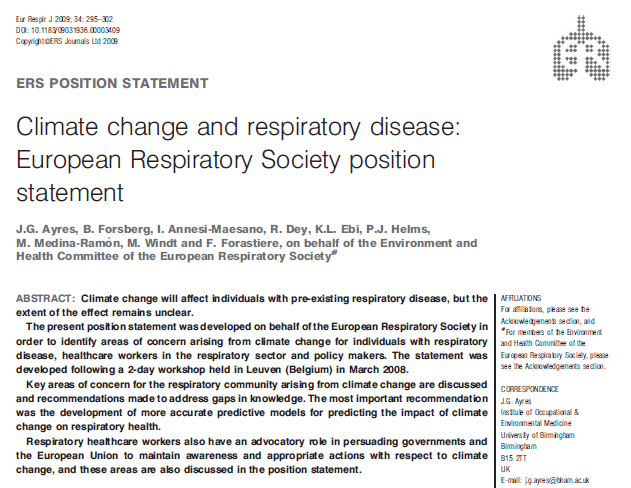 Eur Respir J 2009; 34: 295–302
DOI: 10.1183/09031936.00003409
Copyright©ERS Journals Ltd 2009
ERS POSITION STATEMENT
Climate change and respiratory disease:
European Respiratory Society position
statement
J.G. Ayres, B. Forsberg, I. Annesi-Maesano, R. Dey, K.L. Ebi, P.J. Helms,
M. Medina-Ramón, M. Windt and F. Forastiere, on behalf of the Environment and
Health Committee of the European Respiratory Society#
ABSTRACT: Climate change will affect individuals with pre-existing respiratory disease, but the
extent of the effect remains unclear.
The present position statement was developed on behalf of the European Respiratory Society in
order to identify areas of concern arising from climate change for individuals with respiratory
disease, healthcare workers in the respiratory sector and policy makers. The statement was
developed following a 2-day workshop held in Leuven (Belgium) in March 2008.
Key areas of concern for the respiratory community arising from climate change are discussed
and recommendations made to address gaps in knowledge. The most important recommendation
was the development of more accurate predictive models for predicting the impact of climate
change on respiratory health.
Respiratory healthcare workers also have an advocatory role in persuading governments and
the European Union to maintain awareness and appropriate actions with respect to climate
change, and these areas are also discussed in the position statement.
AFFILIATIONS
For affiliations, please see the
Acknowledgements section, and
#For members of the Environment
and Health Committee of the
European Respiratory Society, please
see the Acknowledgements section.
CORRESPONDENCE
J.G. Ayres
Institute of Occupational &
Environmental Medicine
University of Birmingham
Birmingham
B15 2TT
UK
E-mail: j.g.ayres@bham.ac.uk